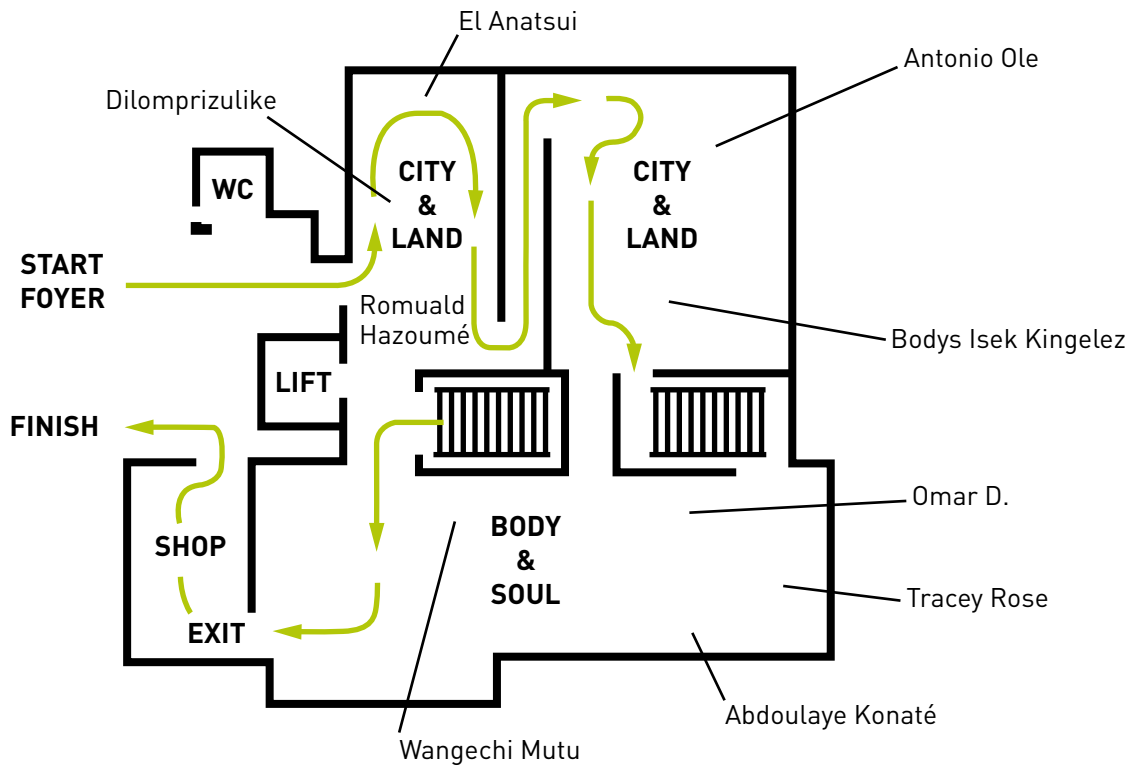 El Anatsui
Antonio Ole
Dilomprizulike
WC
CITY
&
LAND
CITY
&
LAND
START
FOYER
Romuald
Hazoumé
Bodys Isek Kingelez
LIFT
FINISH
Omar D.
BODY
&
SOUL
SHOP
Tracey Rose
EXIT
Abdoulaye Konaté
Wangechi Mutu